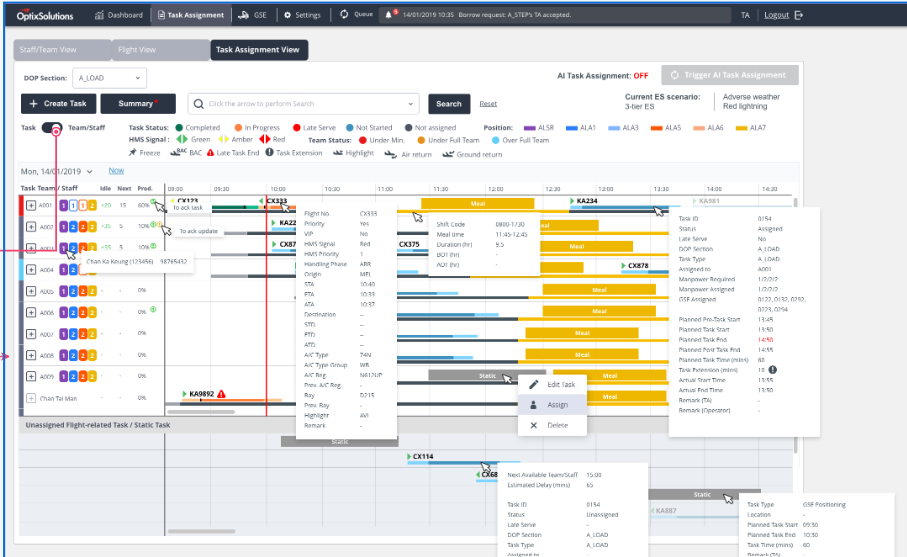 OptixSolutions Dashboard Task Assignment GSE Settings Queue 9 14/01/2019 10:35 Borrow request: A_STEP's TA accepted. TA Logout
Staff/Team View Flight View Task Assignment View
DOP Section: A_LOAD AI Task Assignment: OFF Trigger AI Task Assignment
+ Create Task Summary Click the arrow to perform Search Search Reset Current ES scenario: Adverse weather
3-tier ES Red lightning
Task Team/Staff Task Status: Completed In Progress Late Serve Not Started Not assigned Position: ALSR ALA1 ALA3 ALA5 ALA6 ALA7
HMS Signal: Green Amber Red Team Status: Under Min. Under Full Team Over Full Team
Freeze BAC BAC Late Task End Task Extension Highlight Air return Ground return
Mon, 14/01/2019 Now
Task Team / Staff Idle Next Pred. 09:00 09:30 10:00 10:30 11:00 11:30 12:00 12:30 13:00 13:30 14:00 14:30
A001 1 1 1 2 +20 15 60% CX123 CX333 Meal KA234 KA981
To ack task
A002 1 2 2 2 +35 5 10% KA22 Meal
To ack update
A003 +35 5 10% CX87 CX375 Meal
Chan Ka Keung (123456) 98765432
A004 1 2 2 2 Meal CX878
A005 1 2 2 2 - - 0% Meal
A006 1 2 2 2 - - 0%
A007 1 2 2 2 - - 0% Meal
A008 1 2 2 2 - - 0% Meal
A009 1 2 2 2 - - 0% Static Meal
Chan Tai Man KA9892 Meal
Flight No. CX333
Priority Yes
VIP No
HMS Signal Red
HMS Priority 1
Handling Phase ARR
Origin MEL
STA 10:40
ETA 10:33
ATA 10:37
Destination --
STD --
ETD --
ATD --
A/C Type 74N
A/C Type Group WB
A/C Reg. N812UP
Prev. A/C Reg. -
Bay D215
Prev. Bay -
Highlight AVI
Remark -
Shift Code 0800-1730
Meal time 11:45-12:45
Duration (hr) 9.5
BOT (hr) -
ADT (hr) -
Task ID 0154
Status Assigned
Late Serve No
DOP Section A_LOAD
Task Type A_LOAD
Assigned to A001
Manpower Required 1/2/2/2
Manpower Assigned 1/2/2/2
GSE Assigned 0122, 0132, 0232,
0223, 0294
Planned Pre-Task Start 13:45
Planned Task Start 13:50
Planned Task End 14:50
Planned Post Task End 14:55
Planned Task Time (mins) 60
Task Extension (mins) 10
Actual Start Time 13:55
Actual End Time 13:50
Remark (TA) -
Remark (Operator) -
Edit Task
Assign
Delete
Unassigned Flight-related Task / Static Task
Static
CX114
CX68
Static
KA887
Next Available Team/Staff 15:00
Estimated Delay (mins) 65
Task ID 0154
Status Unassigned
Late Serve -
DOP Section A_LOAD
Task Type A_LOAD
Assigned to -
Task Type GSE Positioning
Location -
Planned Task Start 09:30
Planned Task End 10:30
Task Time (mins) 60
Remark (TA) -